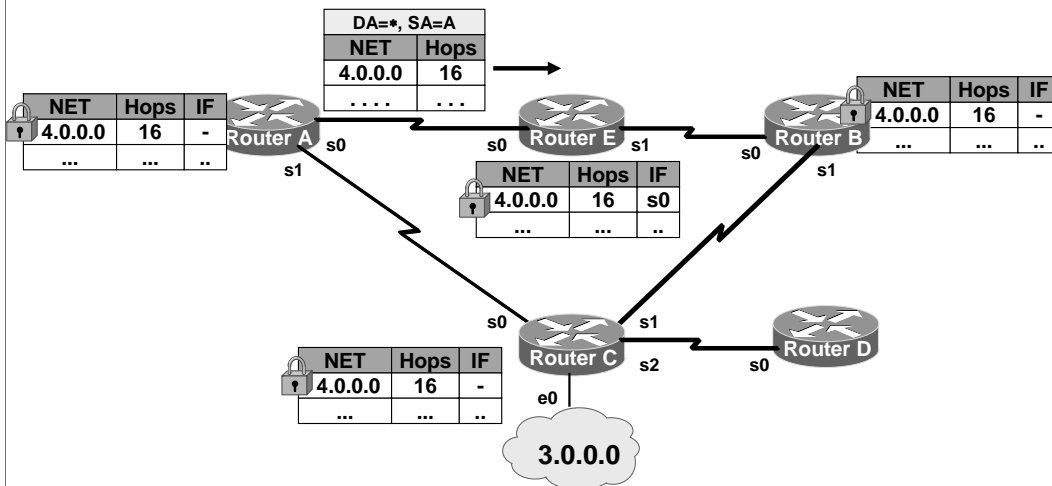 DA=*, SA=A
NET Hops
4.0.0.0 16
. . . . . . .
NET Hops IF
4.0.0.0 16 -
... ... ..
Router A
s0
s1
s0
Router E
s1
s0
Router B
s1
NET Hops IF
4.0.0.0 16 -
... ... ..
NET Hops IF
4.0.0.0 16 s0
... ... ..
s0
s1
Router C
s2
s0
Router D
e0
NET Hops IF
4.0.0.0 16 -
... ... ..
3.0.0.0